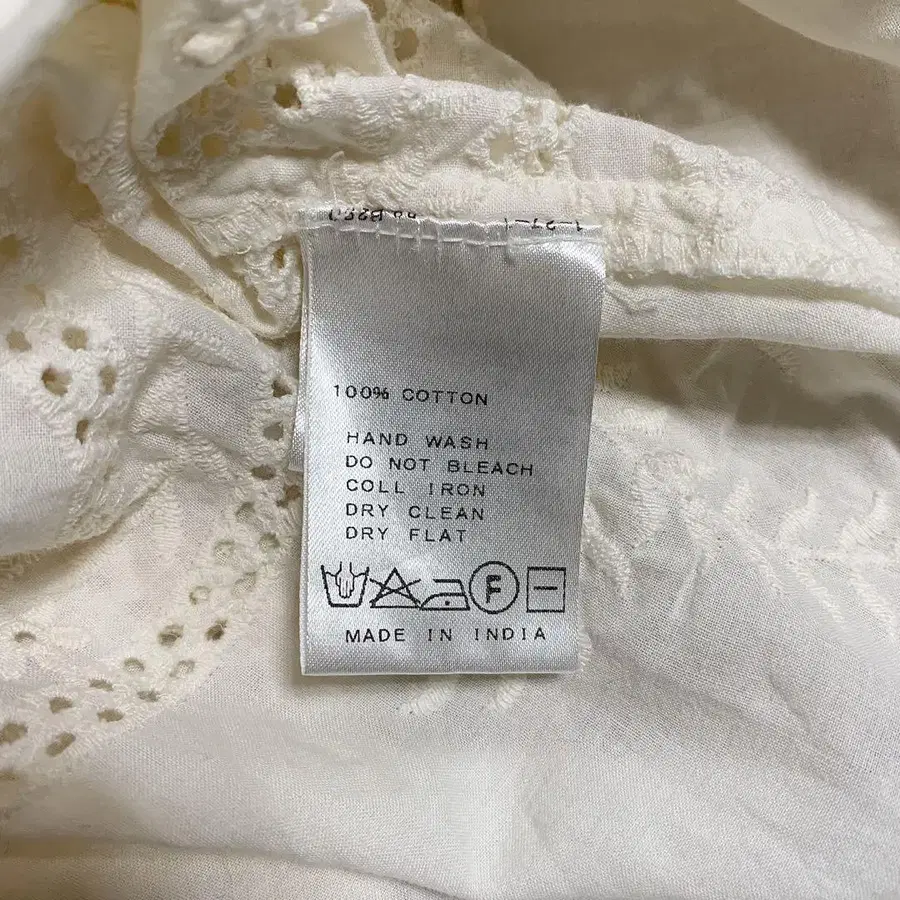 100% COTTON
HAND WASH
DO NOT BLEACH
COLL IRON
DRY CLEAN
DRY FLAT
F
MADE IN INDIA